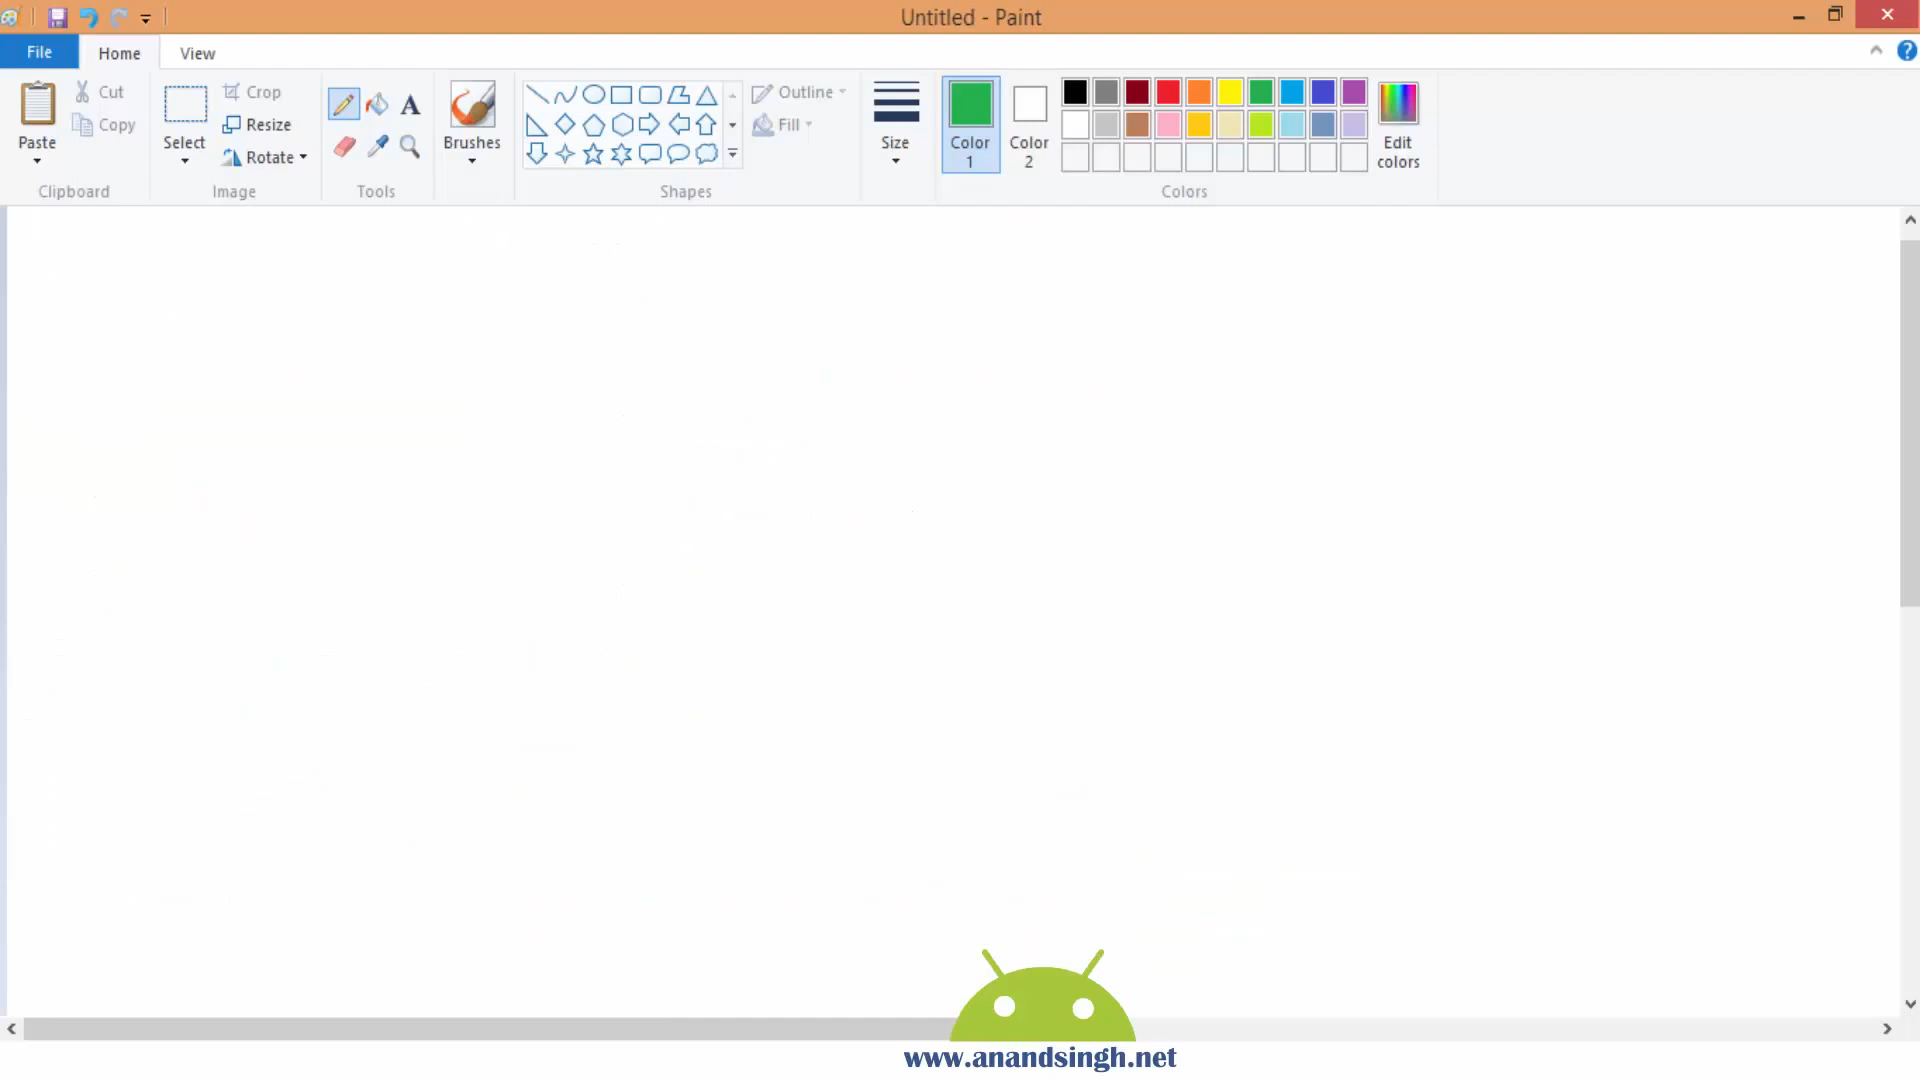 Untitled - Paint
File Home View
Paste
Cut
Copy
Clipboard
Select
Crop
Resize
Rotate
Image
A
Tools
Brushes
Shapes
Outline
Fill
Size
Color 1
Color 2
Edit colors
Colors
www.anandsingh.net